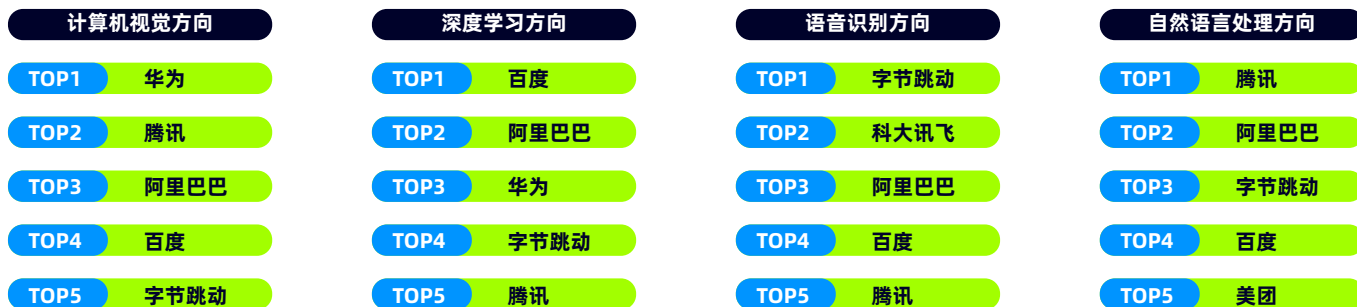 计算机视觉方向 深度学习方向 语音识别方向 自然语言处理方向
TOP1 华为 TOP1 百度 TOP1 字节跳动 TOP1 腾讯
TOP2 腾讯 TOP2 阿里巴巴 TOP2 科大讯飞 TOP2 阿里巴巴
TOP3 阿里巴巴 TOP3 华为 TOP3 阿里巴巴 TOP3 字节跳动
TOP4 百度 TOP4 字节跳动 TOP4 百度 TOP4 百度
TOP5 字节跳动 TOP5 腾讯 TOP5 腾讯 TOP5 美团